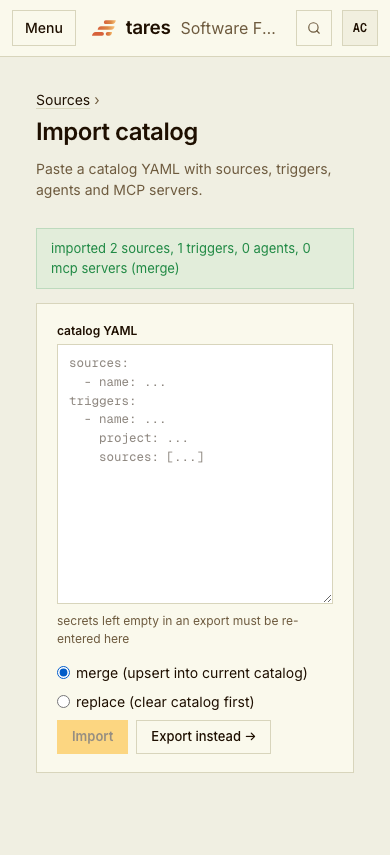 Menu
tares Software F...
AC
Sources ›
Import catalog
Paste a catalog YAML with sources, triggers,
agents and MCP servers.
imported 2 sources, 1 triggers, 0 agents, 0
mcp servers (merge)
catalog YAML
sources:
  - name: ...
triggers:
  - name: ...
    project: ...
    sources: [...]
secrets left empty in an export must be re-
entered here
merge (upsert into current catalog)
replace (clear catalog first)
Import Export instead →